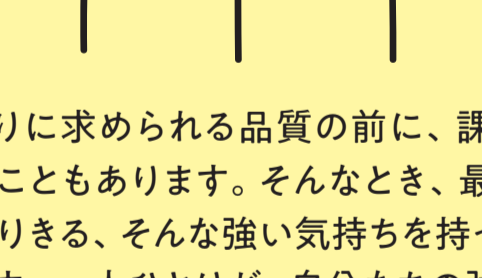 りに求められる品質の前に、課
こともあります。そんなとき、最
りきる、そんな強い気持ちを持っ